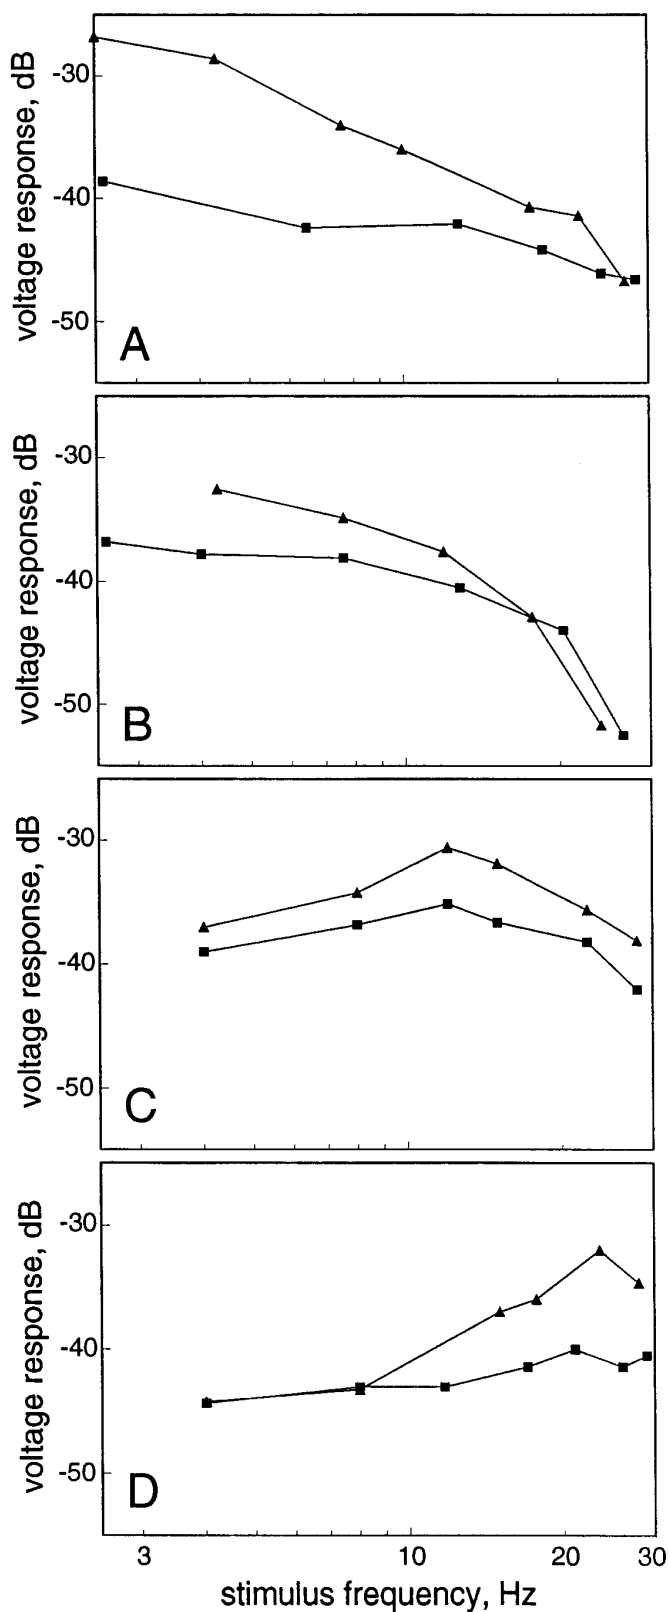 voltage response, dB
-30
-40
-50
A
voltage response, dB
-30
-40
-50
B
voltage response, dB
-30
-40
-50
C
voltage response, dB
-30
-40
-50
D
3 10 20 30
stimulus frequency, Hz